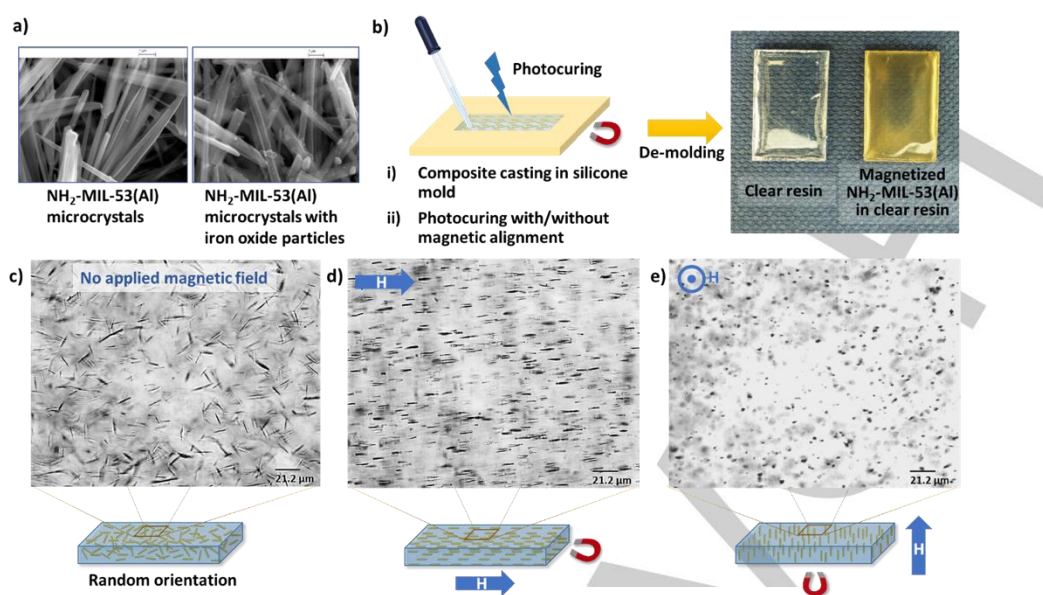 a)
NH₂-MIL-53(Al)
microcrystals
NH₂-MIL-53(Al)
microcrystals with
iron oxide particles
b)
Photocuring
i) Composite casting in silicone
mold
ii) Photocuring with/without
magnetic alignment
De-molding
Clear resin
Magnetized
NH₂-MIL-53(Al)
in clear resin
c)
No applied magnetic field
21.2 µm
Random orientation
d)
H
21.2 µm
H
e)
H
21.2 µm
H